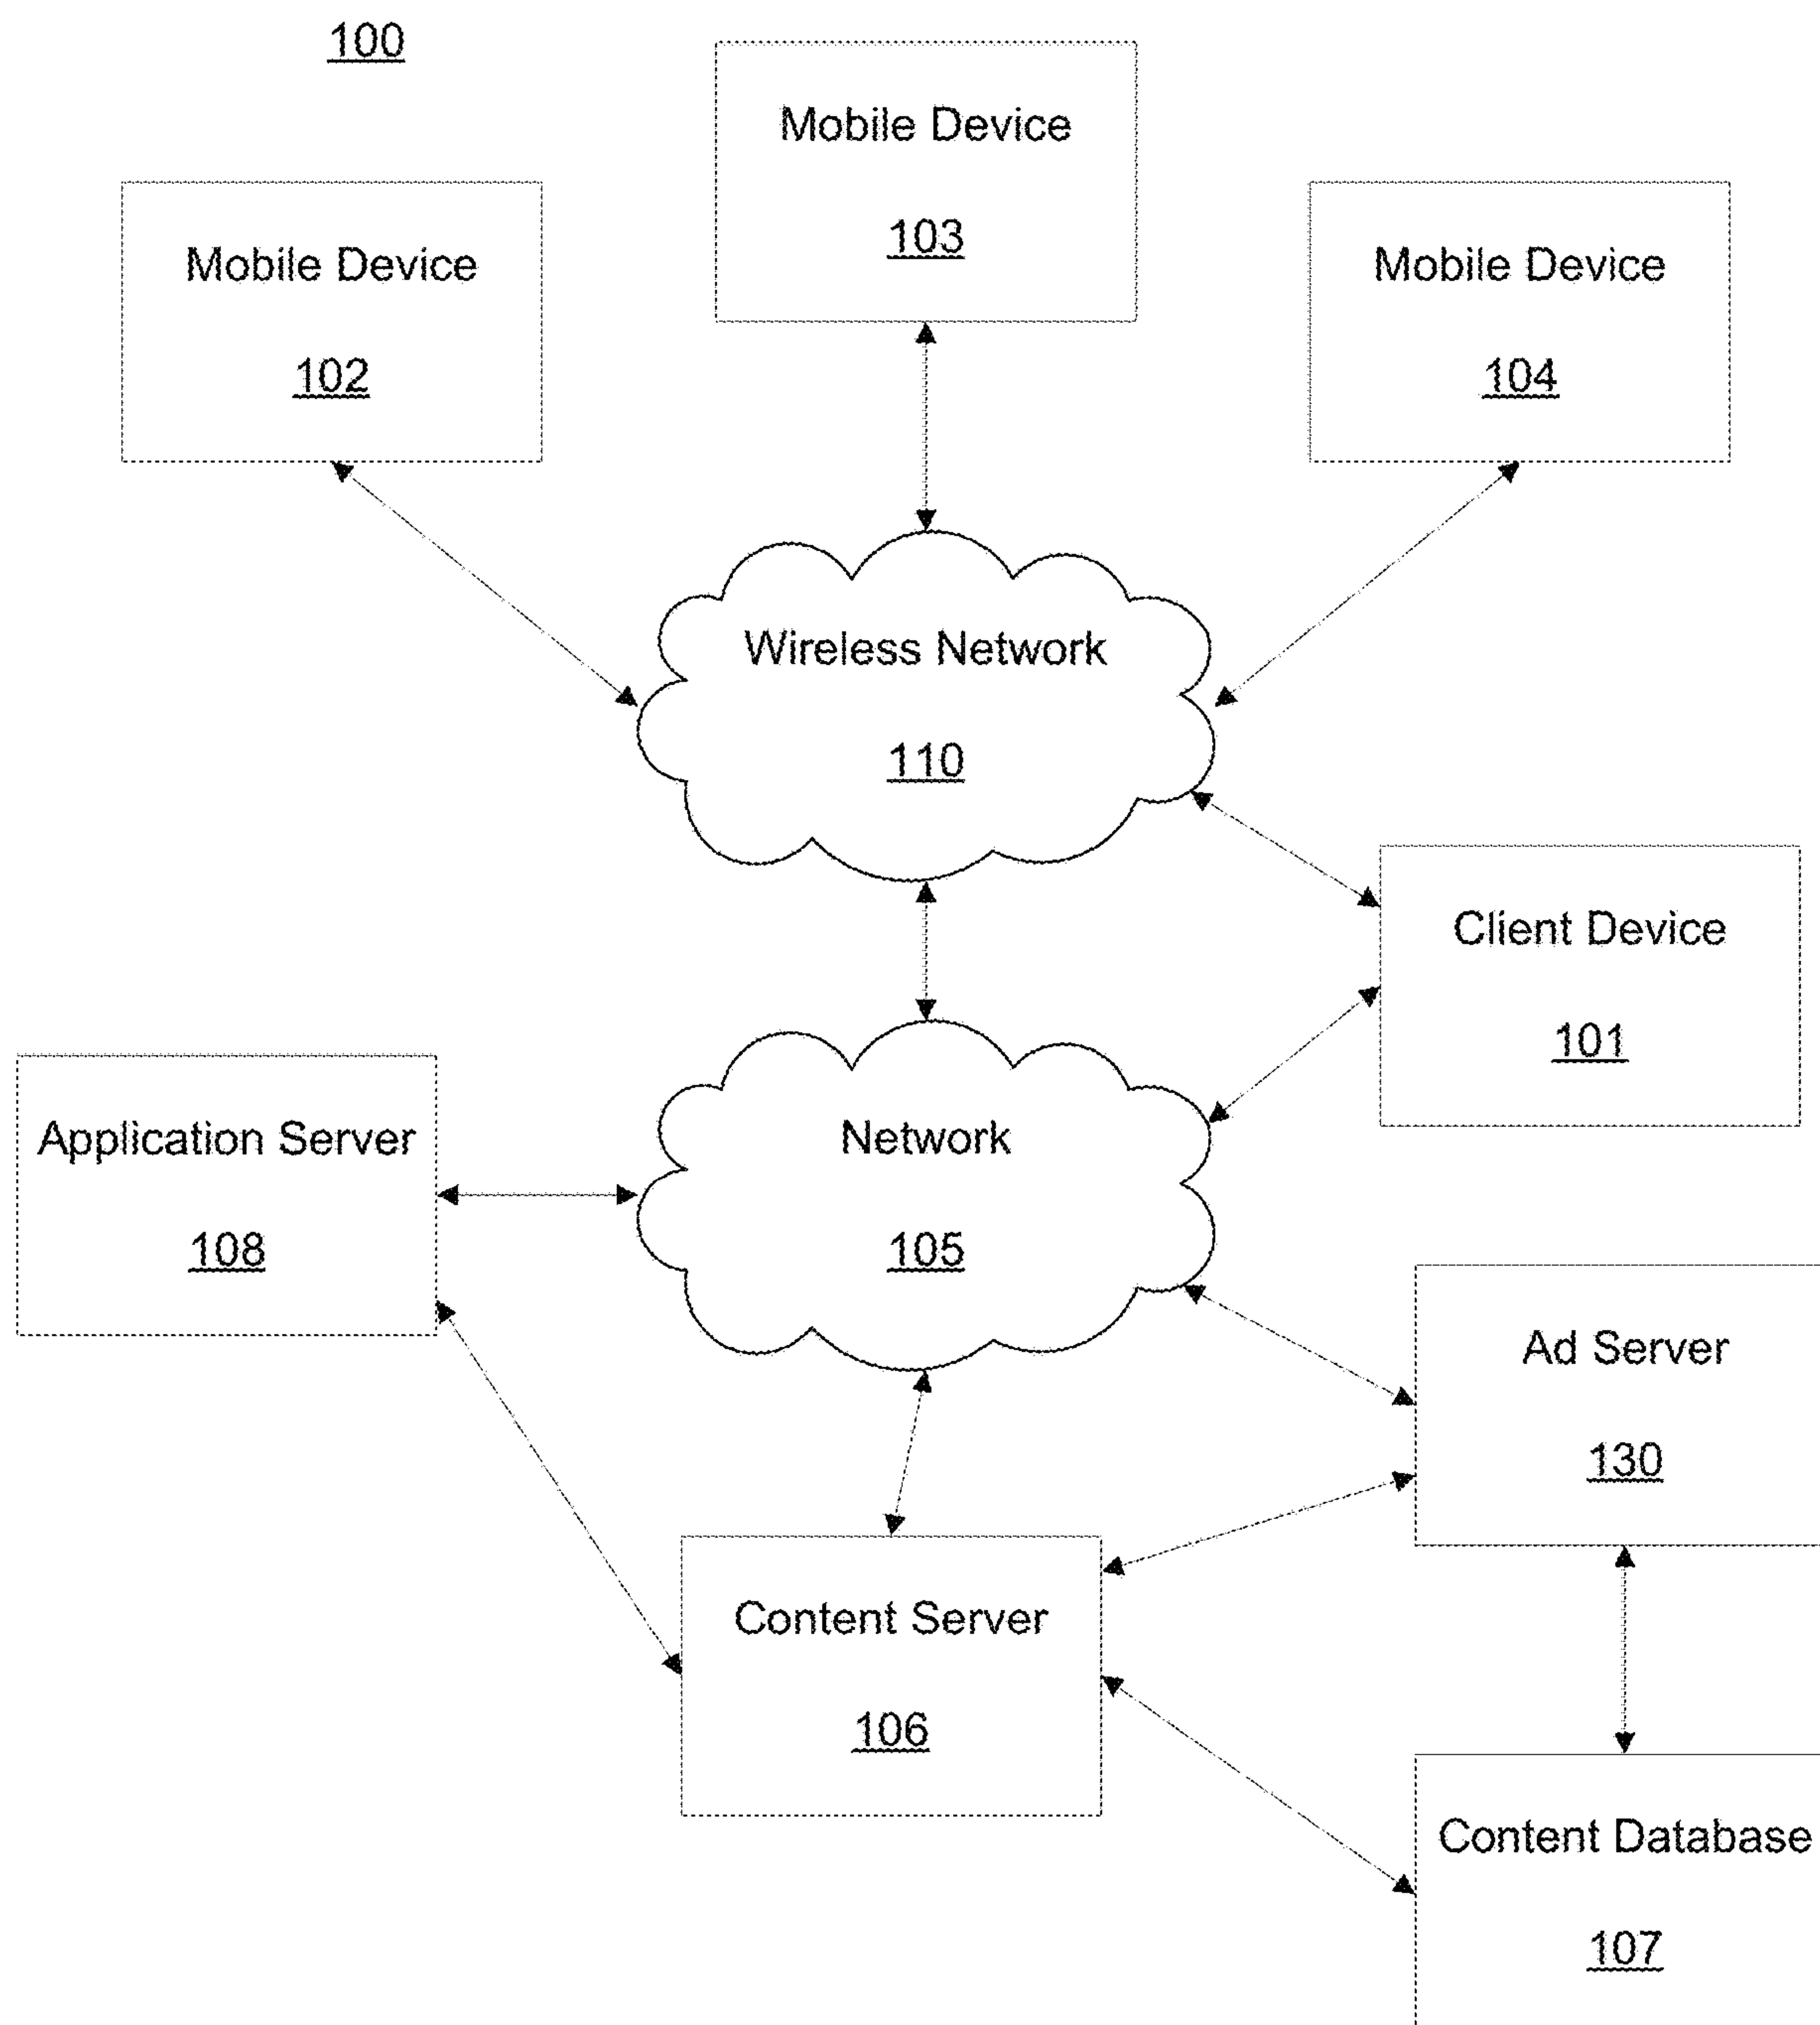 100
Mobile Device
103
Mobile Device
102
Mobile Device
104
Wireless Network
110
Client Device
101
Application Server
108
Network
105
Ad Server
130
Content Server
106
Content Database
107